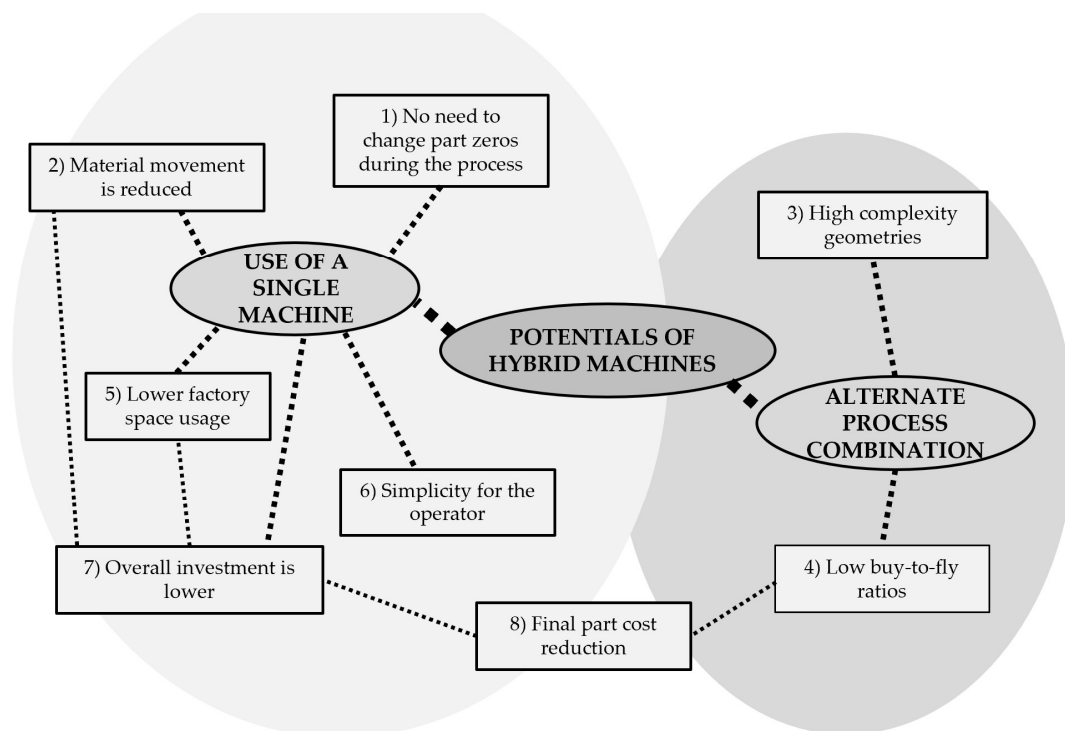 1) No need to
change part zeros
during the process
2) Material movement
is reduced
3) High complexity
geometries
USE OF A
SINGLE
MACHINE
POTENTIALS OF
HYBRID MACHINES
5) Lower factory
space usage
ALTERNATE
PROCESS
COMBINATION
6) Simplicity for the
operator
7) Overall investment is
lower
4) Low buy-to-fly
ratios
8) Final part cost
reduction